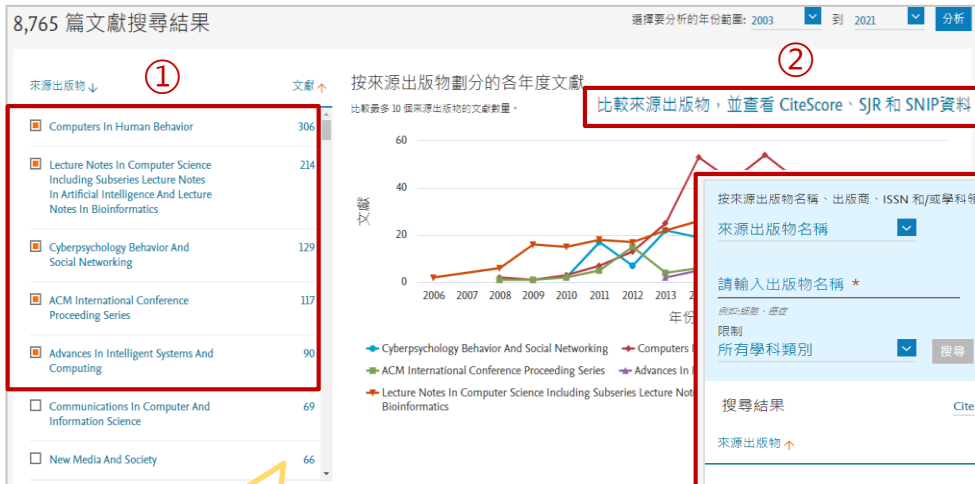 8,765 篇文獻搜尋結果
選擇要分析的年份範圍: 2003 到 2021 分析
①
②
來源出版物↓ 文獻↑
Computers In Human Behavior 306
Lecture Notes In Computer Science 214
Including Subseries Lecture Notes
In Artificial Intelligence And Lecture
Notes In Bioinformatics
Cyberpsychology Behavior And 129
Social Networking
ACM International Conference 117
Proceeding Series
Advances In Intelligent Systems And 90
Computing
Communications In Computer And 69
Information Science
New Media And Society 66
按來源出版物劃分的各年度文獻
比較最多 10 個來源出版物的文獻數量。
比較來源出版物，並查看 CiteScore、SJR 和 SNIP資料
60
40
20
0
文獻
2006 2007 2008 2009 2010 2011 2012 2013 2
年份
Cyberpsychology Behavior And Social Networking Computers I
ACM International Conference Proceeding Series Advances In I
Lecture Notes In Computer Science Including Subseries Lecture Not
Bioinformatics
按來源出版物名稱、出版商、ISSN 和/或學科領
來源出版物名稱
請輸入出版物名稱 *
例如:細胞、癌症
限制
所有學科類別 搜尋
搜尋結果 Cite
來源出版物↑